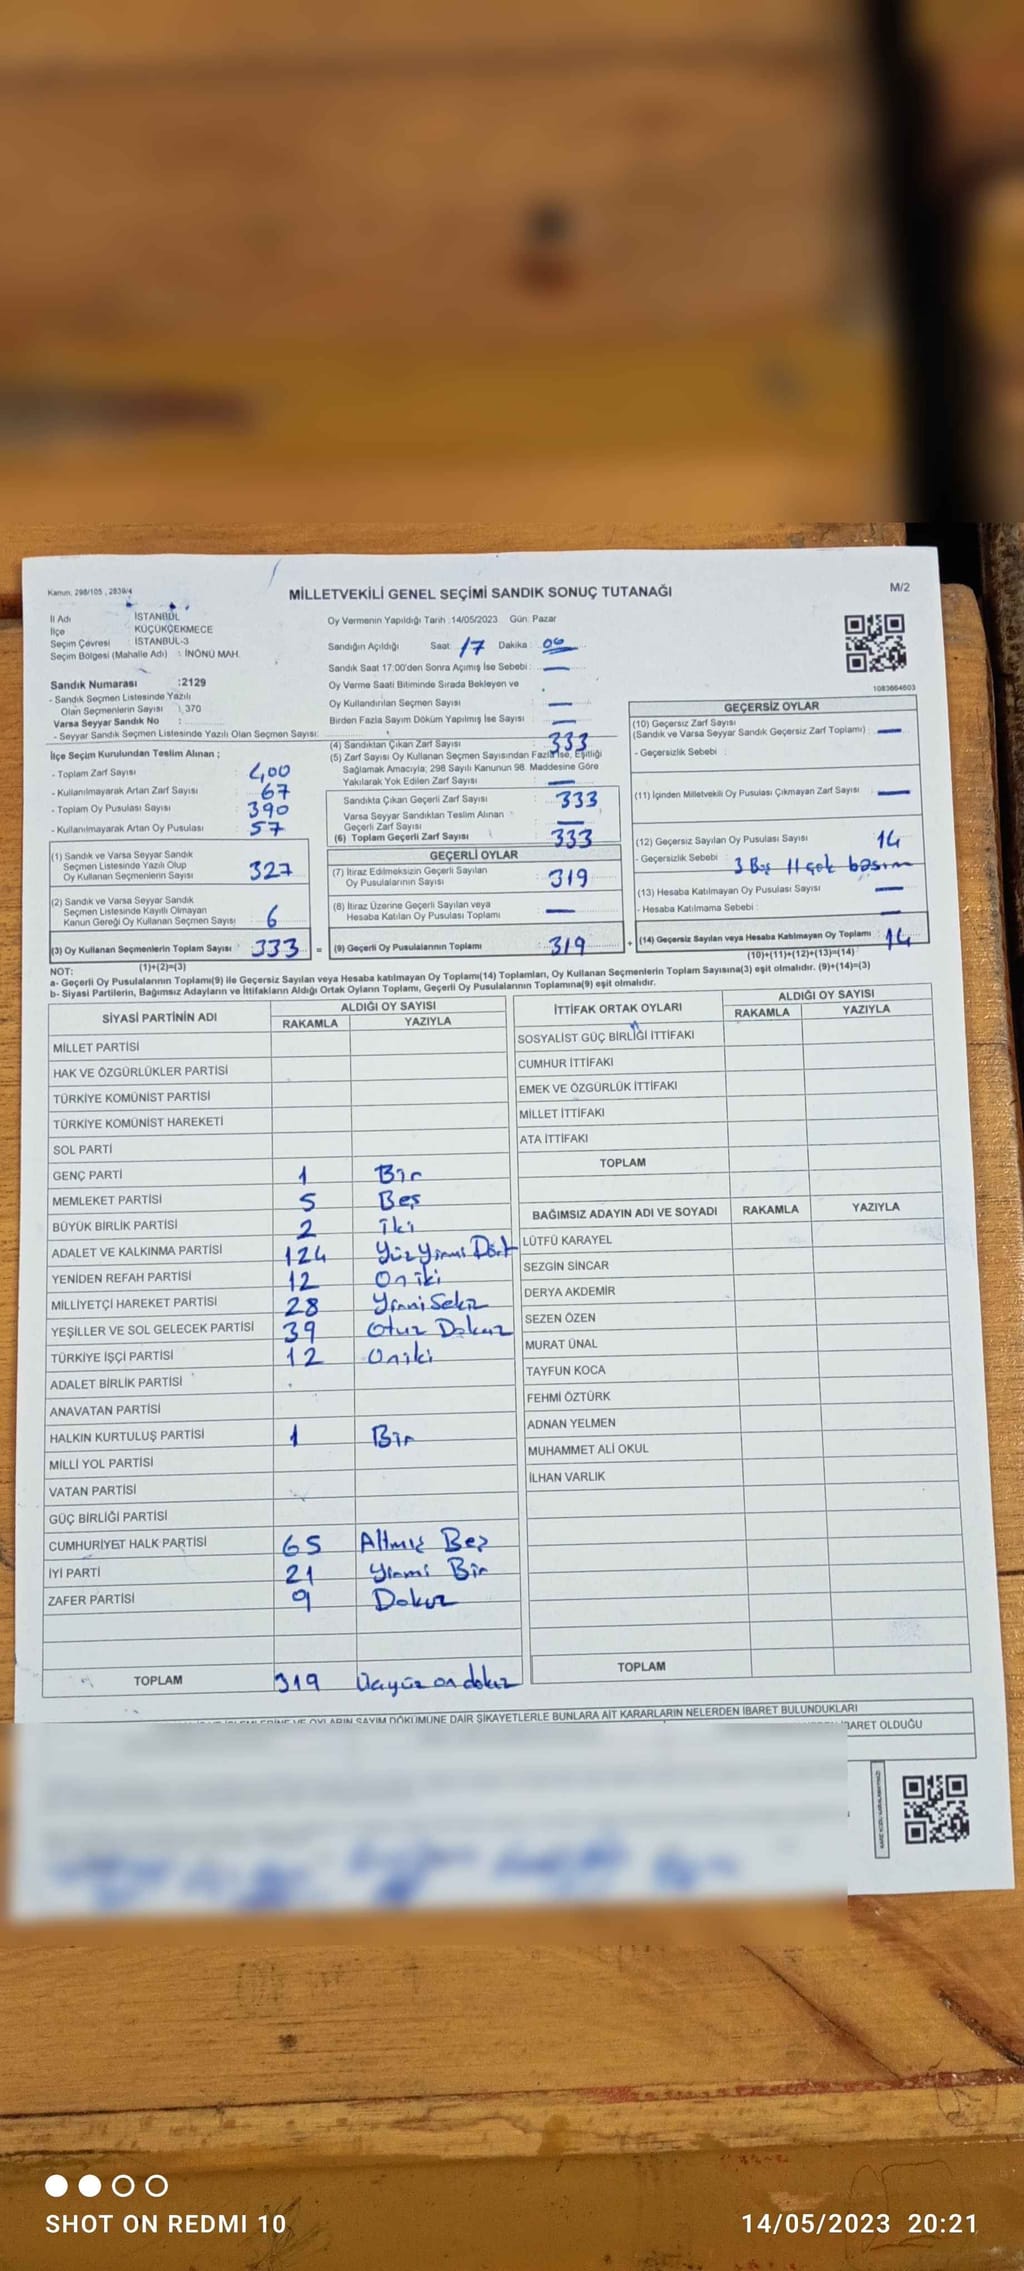 Kanun, 298/105 , 2839/4
MİLLETVEKİLİ GENEL SEÇİMİ SANDIK SONUÇ TUTANAĞI
M/2
İl Adı : İSTANBUL
İlçe : KÜÇÜKÇEKMECE
Seçim Çevresi : İSTANBUL-3
Seçim Bölgesi (Mahalle Adı) : İNÖNÜ MAH.
Sandık Numarası :2129
- Sandık Seçmen Listesinde Yazılı
Olan Seçmenlerin Sayısı : 370
Varsa Seyyar Sandık No :
- Seyyar Sandık Seçmen Listesinde Yazılı Olan Seçmen Sayısı:
İlçe Seçim Kurulundan Teslim Alınan ;
- Toplam Zarf Sayısı 400
- Kullanılmayarak Artan Zarf Sayısı 67
- Toplam Oy Pusulası Sayısı 390
- Kullanılmayarak Artan Oy Pusulası 57
(1) Sandık ve Varsa Seyyar Sandık
Seçmen Listesinde Yazılı Olup
Oy Kullanan Seçmenlerin Sayısı 327
(2) Sandık ve Varsa Seyyar Sandık
Seçmen Listesinde Kayıtlı Olmayan
Kanun Gereği Oy Kullanan Seçmen Sayısı 6
(3) Oy Kullanan Seçmenlerin Toplam Sayısı 333 =
(1)+(2)=(3)
Oy Vermenin Yapıldığı Tarih :14/05/2023 Gün: Pazar
Sandığın Açıldığı Saat: 17 Dakika : 00
Sandık Saat 17:00'den Sonra Açımış İse Sebebi : —
Oy Verme Saati Bitiminde Sırada Bekleyen ve
Oy Kullandırılan Seçmen Sayısı —
Birden Fazla Sayım Döküm Yapılmış İse Sayısı —
(4) Sandıktan Çıkan Zarf Sayısı 333
(5) Zarf Sayısı Oy Kullanan Seçmen Sayısından Fazla İse, Eşitliği
Sağlamak Amacıyla; 298 Sayılı Kanunun 98. Maddesine Göre
Yakılarak Yok Edilen Zarf Sayısı —
Sandıkta Çıkan Geçerli Zarf Sayısı 333
Varsa Seyyar Sandıktan Teslim Alınan
Geçerli Zarf Sayısı —
(6) Toplam Geçerli Zarf Sayısı 333
GEÇERLİ OYLAR
(7) İtiraz Edilmeksizin Geçerli Sayılan
Oy Pusulalarının Sayısı 319
(8) İtiraz Üzerine Geçerli Sayılan veya
Hesaba Katılan Oy Pusulası Toplamı —
(9) Geçerli Oy Pusulalarının Toplamı 319 +
1083664603
GEÇERSİZ OYLAR
(10) Geçersiz Zarf Sayısı
(Sandık ve Varsa Seyyar Sandık Geçersiz Zarf Toplamı) : —
- Geçersizlik Sebebi :
(11) İçinden Milletvekili Oy Pusulası Çıkmayan Zarf Sayısı —
(12) Geçersiz Sayılan Oy Pusulası Sayısı 14
- Geçersizlik Sebebi : 3 Boş 11 çok basım
(13) Hesaba Katılmayan Oy Pusulası Sayısı —
- Hesaba Katılmama Sebebi : —
(14) Geçersiz Sayılan veya Hesaba Katılmayan Oy Toplamı 14
(10)+(11)+(12)+(13)=(14)
NOT:
a- Geçerli Oy Pusulalarının Toplamı(9) ile Geçersiz Sayılan veya Hesaba katılmayan Oy Toplamı(14) Toplamları, Oy Kullanan Seçmenlerin Toplam Sayısına(3) eşit olmalıdır. (9)+(14)=(3)
b- Siyasi Partilerin, Bağımsız Adayların ve İttifakların Aldığı Ortak Oyların Toplamı, Geçerli Oy Pusulalarının Toplamına(9) eşit olmalıdır.
SİYASİ PARTİNİN ADI ALDIĞI OY SAYISI
RAKAMLA YAZIYLA
MİLLET PARTİSİ
HAK VE ÖZGÜRLÜKLER PARTİSİ
TÜRKİYE KOMÜNİST PARTİSİ
TÜRKİYE KOMÜNİST HAREKETİ
SOL PARTİ
GENÇ PARTİ 1 Bir
MEMLEKET PARTİSİ 5 Beş
BÜYÜK BİRLİK PARTİSİ 2 İki
ADALET VE KALKINMA PARTİSİ 124 Yüz Yirmi Dört
YENİDEN REFAH PARTİSİ 12 On iki
MİLLİYETÇİ HAREKET PARTİSİ 28 Yirmi Sekiz
YEŞİLLER VE SOL GELECEK PARTİSİ 39 Otuz Dokuz
TÜRKİYE İŞÇİ PARTİSİ 12 Oniki
ADALET BİRLİK PARTİSİ
ANAVATAN PARTİSİ
HALKIN KURTULUŞ PARTİSİ 1 Bir
MİLLİ YOL PARTİSİ
VATAN PARTİSİ
GÜÇ BİRLİĞİ PARTİSİ
CUMHURİYET HALK PARTİSİ 65 Altmış Beş
İYİ PARTİ 21 Yirmi Bir
ZAFER PARTİSİ 9 Dokuz
TOPLAM 319 Üçyüz on dokuz
İTTİFAK ORTAK OYLARI ALDIĞI OY SAYISI
RAKAMLA YAZIYLA
SOSYALİST GÜÇ BİRLİĞİ İTTİFAKI
CUMHUR İTTİFAKI
EMEK VE ÖZGÜRLÜK İTTİFAKI
MİLLET İTTİFAKI
ATA İTTİFAKI
TOPLAM
BAĞIMSIZ ADAYIN ADI VE SOYADI RAKAMLA YAZIYLA
LÜTFÜ KARAYEL
SEZGİN SİNCAR
DERYA AKDEMİR
SEZEN ÖZEN
MURAT ÜNAL
TAYFUN KOCA
FEHMİ ÖZTÜRK
ADNAN YELMEN
MUHAMMET ALİ OKUL
İLHAN VARLIK
TOPLAM
VE OYLARIN SAYIM DÖKÜMÜNE DAİR ŞİKAYETLERLE BUNLARA AİT KARARLARIN NELERDEN İBARET BULUNDUKLARI
İBARET OLDUĞU
SHOT ON REDMI 10
14/05/2023 20:21